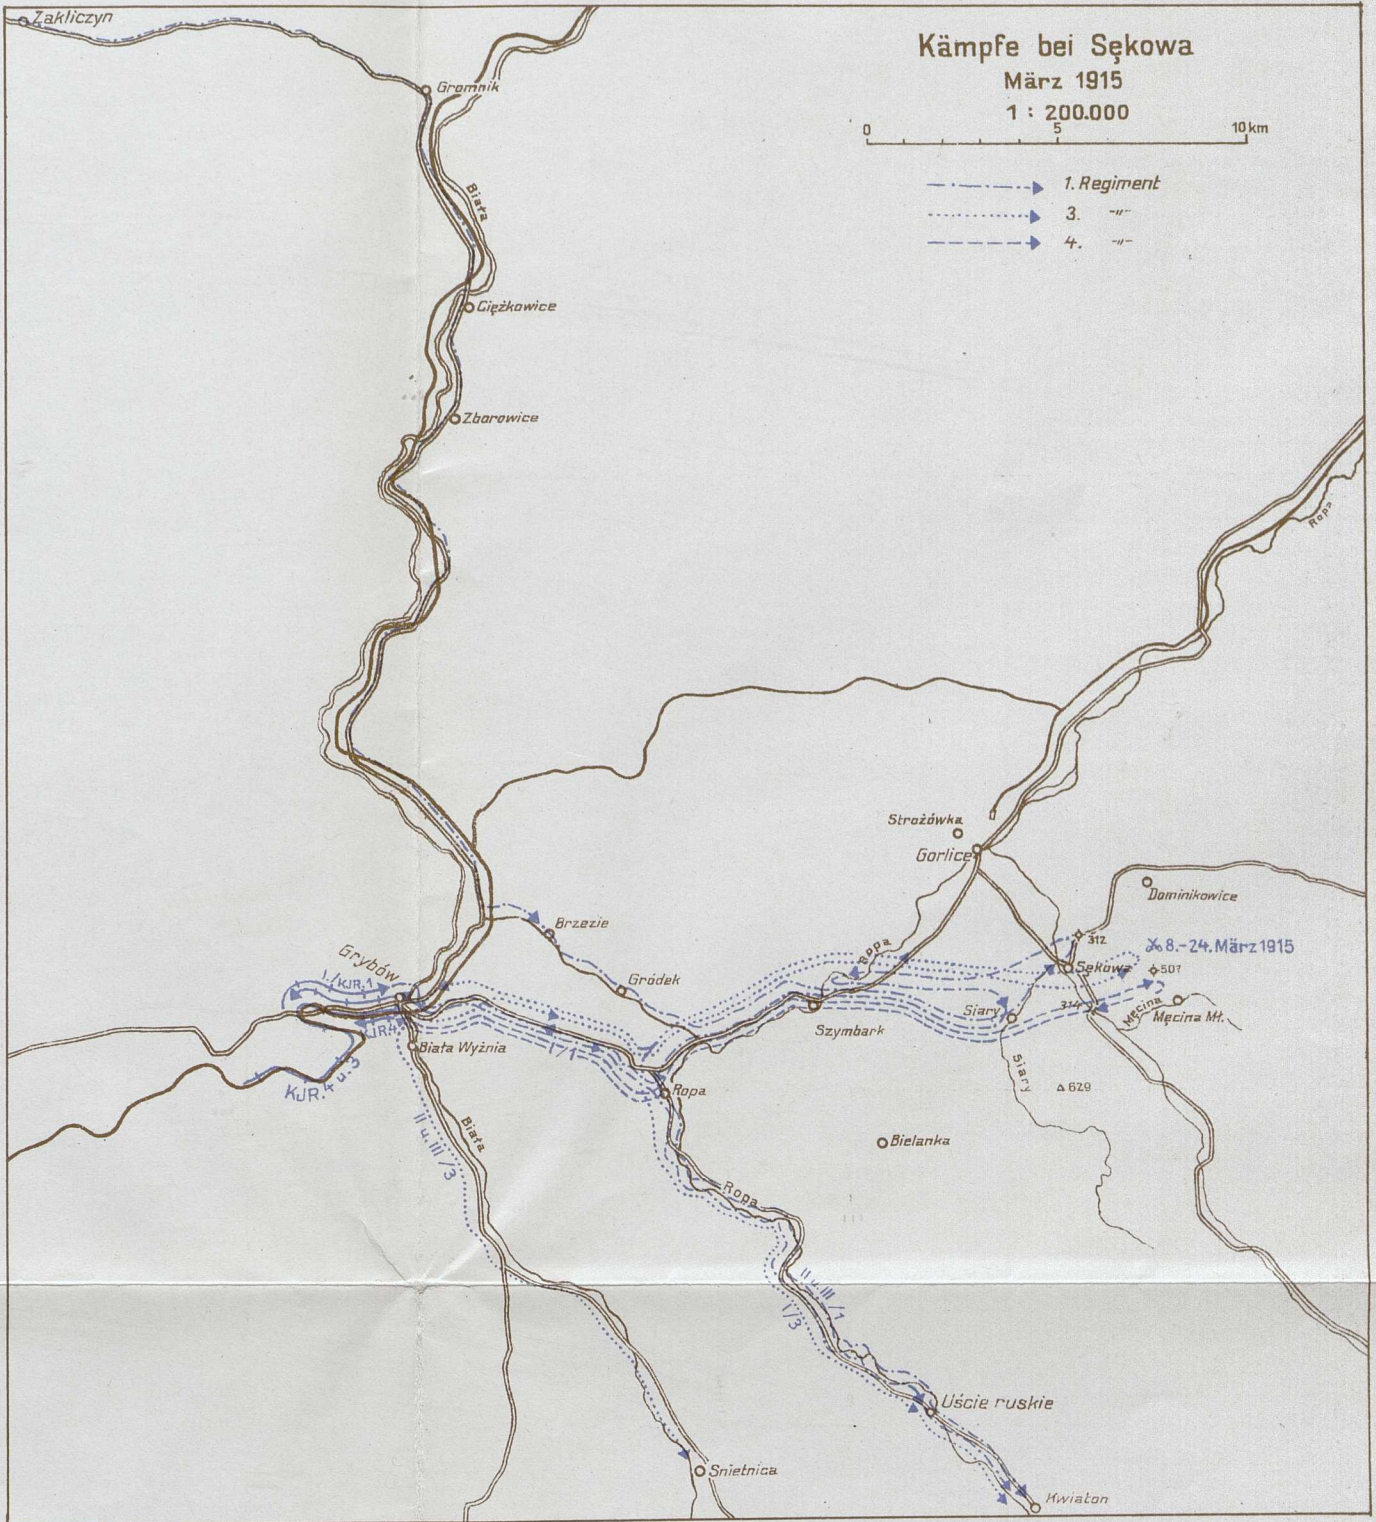 Zakliczyn
Kämpfe bei Sękowa
März 1915
1 : 200.000
0 5 10 km
1. Regiment
3. -"-
4. -"-
Gromnik
Biała
Ciężkowice
Zborowice
Ropa
Strożówka
Gorlice
Dominikowice
Brzezie
312
8.-24. März 1915
Ropa
Grybów
Sękowa
507
1./KJR.1
Gródek
Siary
314
Męcina
Męcina Mł.
Szymbark
KJR4
Biała Wyżnia
I/1
KJR. 4 u. 3
Ropa
Siary
629
II u. III/3
Biała
Bielanka
Ropa
II u. III/1
I/3
Uście ruskie
Snietnica
Kwiaton